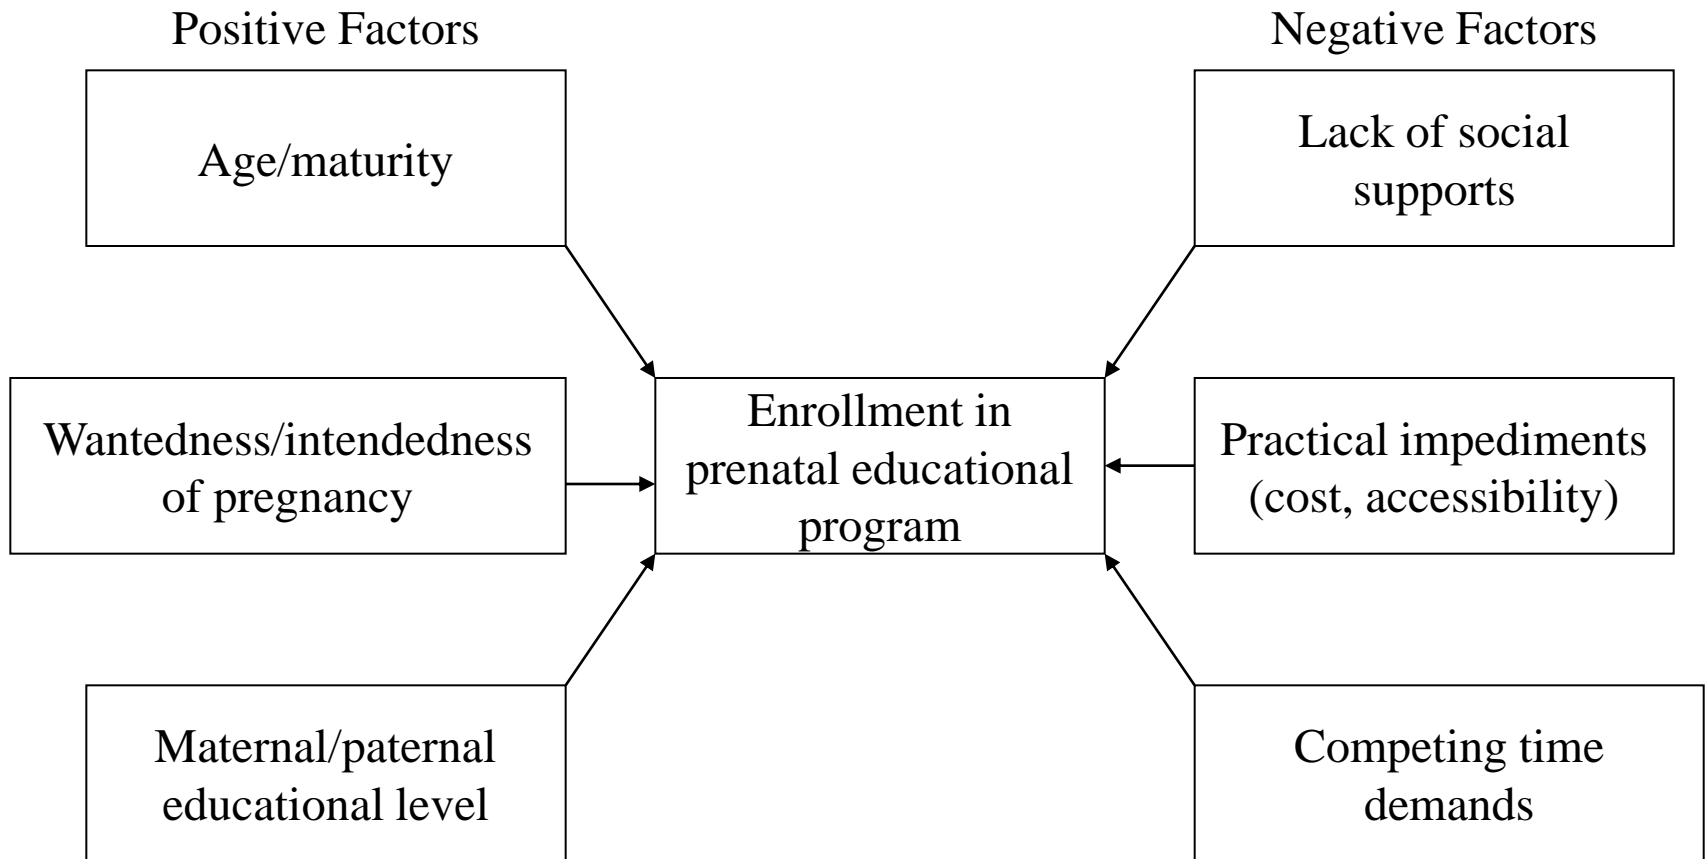 Positive Factors
Negative Factors
Age/maturity
Lack of social
supports
Wantedness/intendedness
of pregnancy
Enrollment in
prenatal educational
program
Practical impediments
(cost, accessibility)
Maternal/paternal
educational level
Competing time
demands